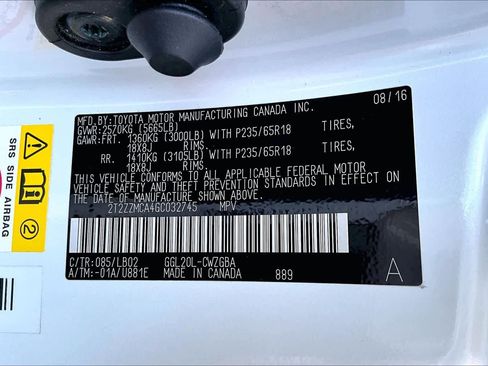 MFD.BY:TOYOTA MOTOR MANUFACTURING CANADA INC. 08/16
GVWR:2570KG (5665LB)
GAWR:FRT. 1360KG (3000LB) WITH P235/65R18 TIRES,
18X8J RIMS.
RR. 1410KG (3105LB) WITH P235/65R18 TIRES,
18X8J RIMS.
THIS VEHICLE CONFORMS TO ALL APPLICABLE FEDERAL MOTOR
VEHICLE SAFETY AND THEFT PREVENTION STANDARDS IN EFFECT
ON THE DATE OF MANUFACTURE SHOWN ABOVE.
2T2ZZMCA4GC032745 MPV
C/TR:085/LB02 GGL20L-CWZGBA
A/TM:-01A/U881E MADE IN CANADA 889 A
SRS SIDE AIRBAG
2